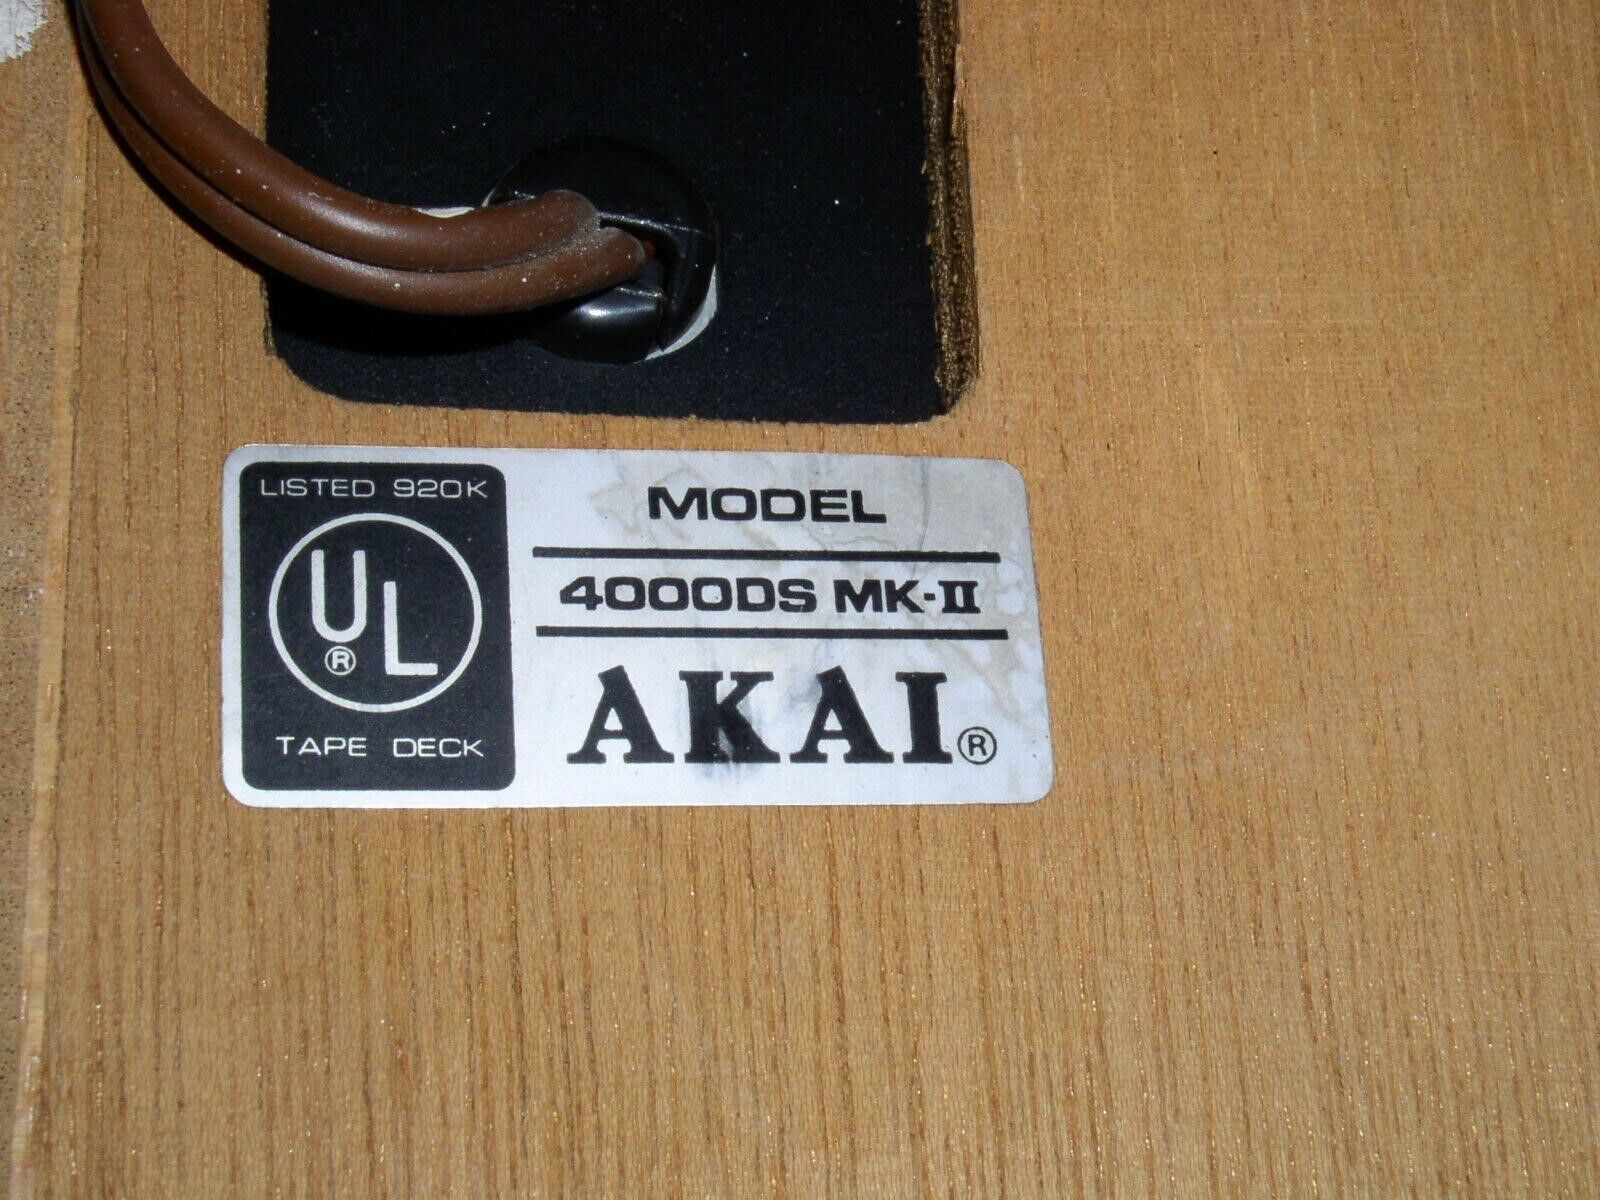 LISTED 920K
UL
®
TAPE DECK
MODEL
4000DS MK-II
AKAI®